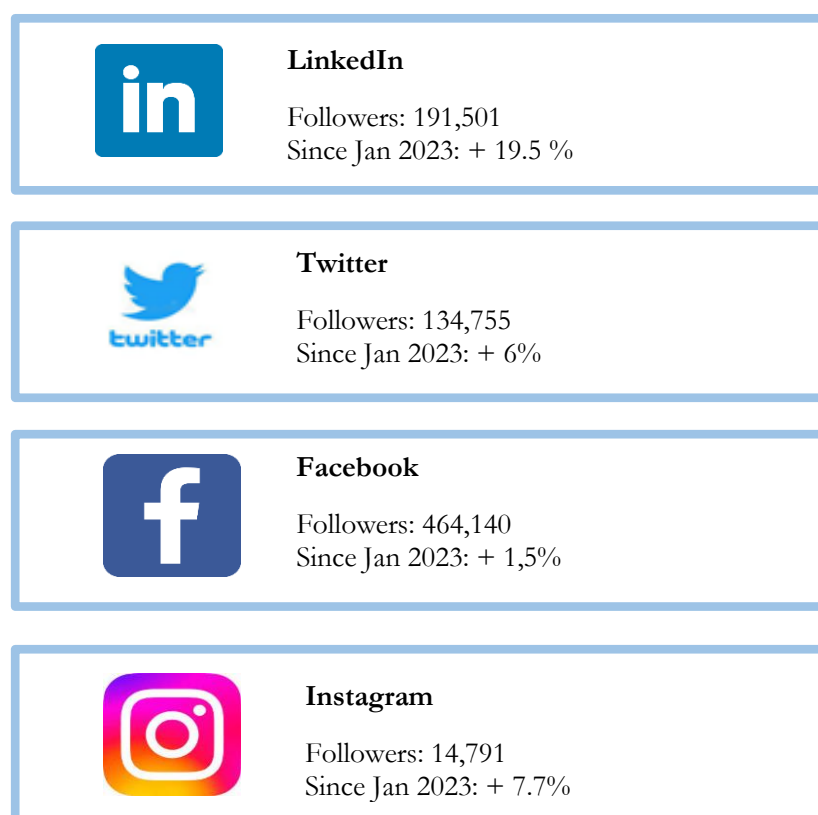 in
LinkedIn
Followers: 191,501
Since Jan 2023: + 19.5 %
twitter
Twitter
Followers: 134,755
Since Jan 2023: + 6%
f
Facebook
Followers: 464,140
Since Jan 2023: + 1,5%
Instagram
Followers: 14,791
Since Jan 2023: + 7.7%